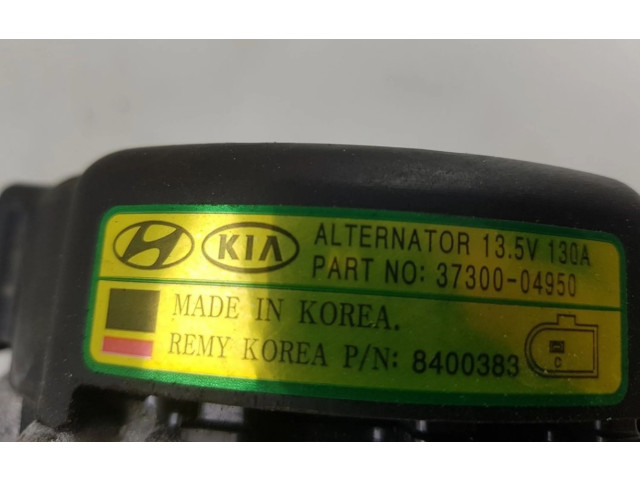 KIA ALTERNATOR 13.5V 130A
PART NO: 37300-04950
MADE IN KOREA.
REMY KOREA P/N: 8400383
C